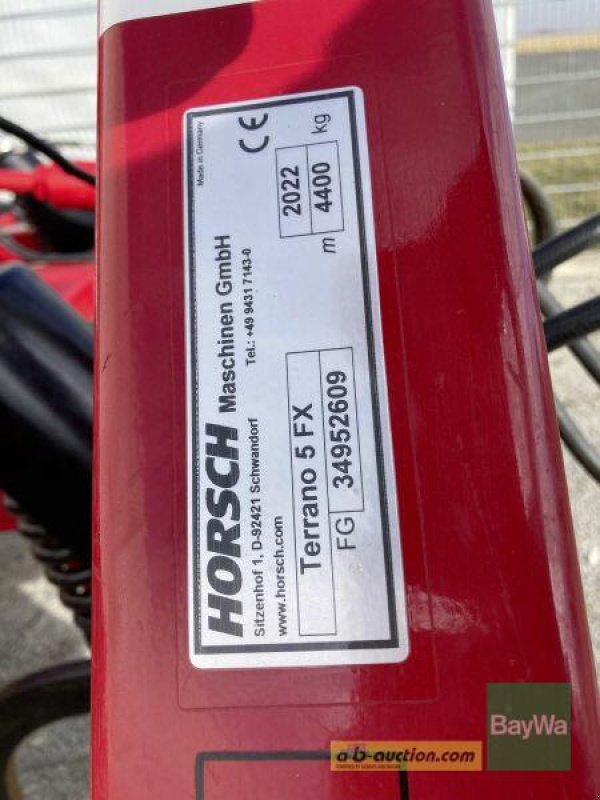 HORSCH Maschinen GmbH
Sitzenhof 1, D-92421 Schwandorf Tel.: +49 9431 7143-0
www.horsch.com
Made in Germany
CE
Terrano 5 FX
2022
FG 34952609
m 4400 kg
BayWa
a·b-auction.com